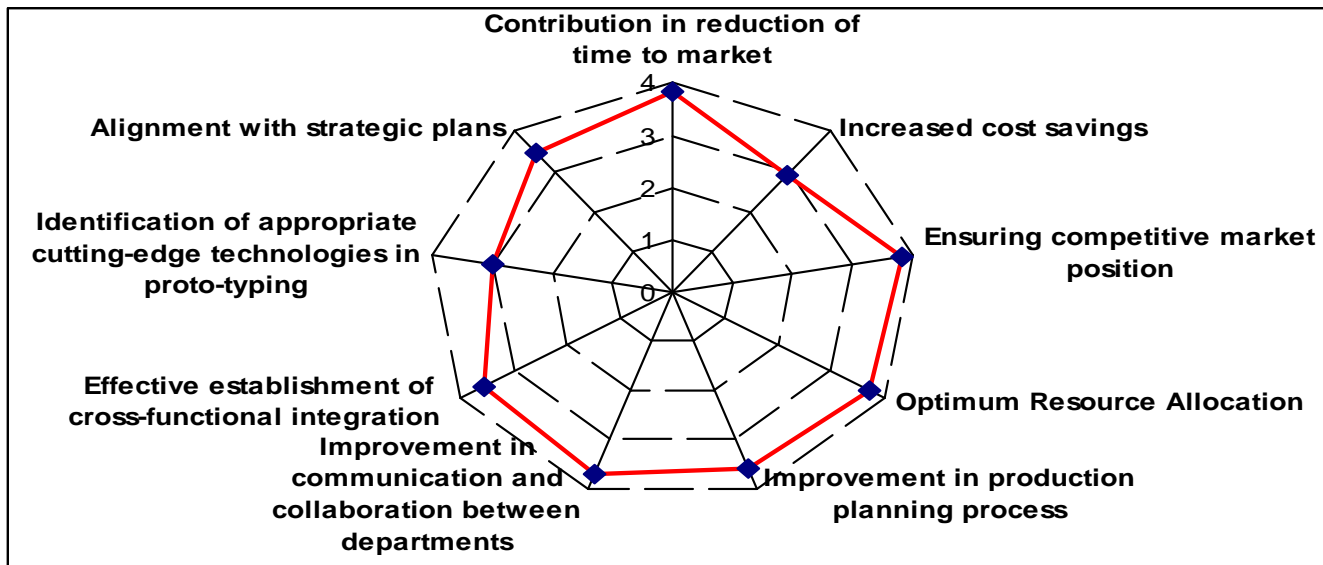 Contribution in reduction of
time to market
4
3
2
1
0
Increased cost savings
Ensuring competitive market
position
Optimum Resource Allocation
Improvement in production
planning process
Improvement in
communication and
collaboration between
departments
Effective establishment of
cross-functional integration
Identification of appropriate
cutting-edge technologies in
proto-typing
Alignment with strategic plans